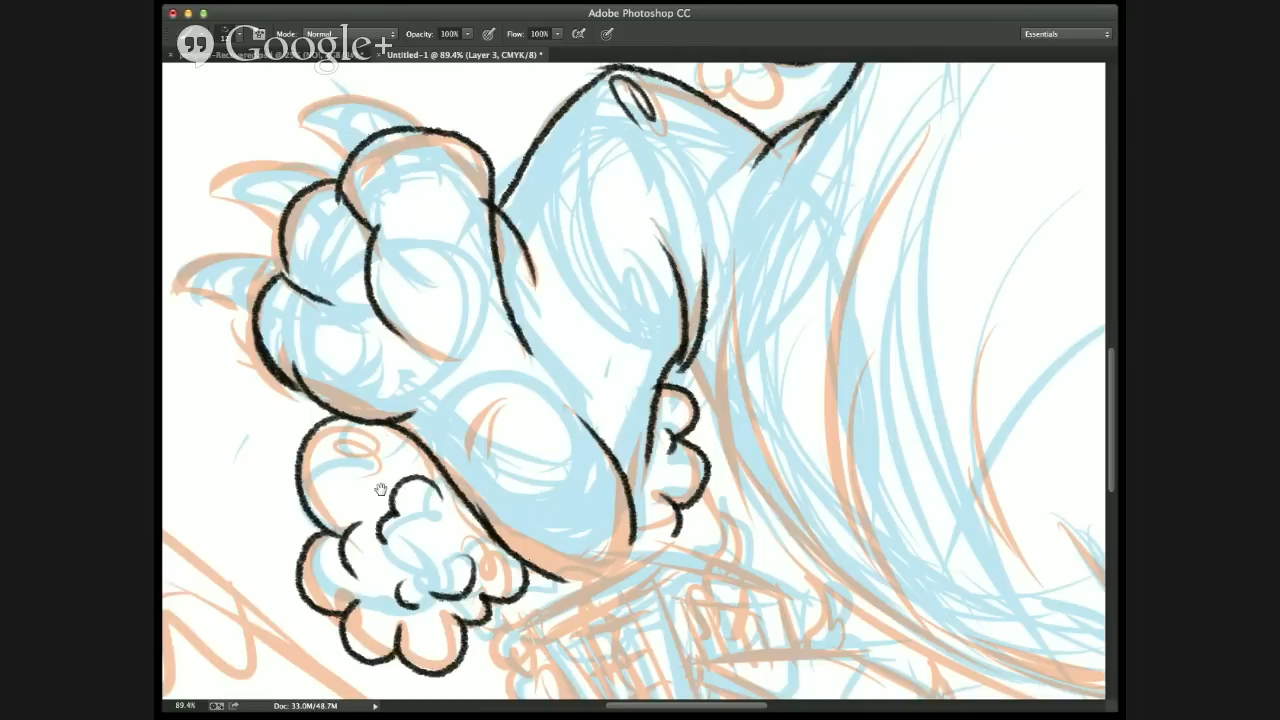 Adobe Photoshop CC
Google+
Mode: Normal Opacity: 100% Flow: 100% Essentials
Untitled-1 @ 89.4% (Layer 3, CMYK/8) *
89.4% Doc: 33.0M/48.7M